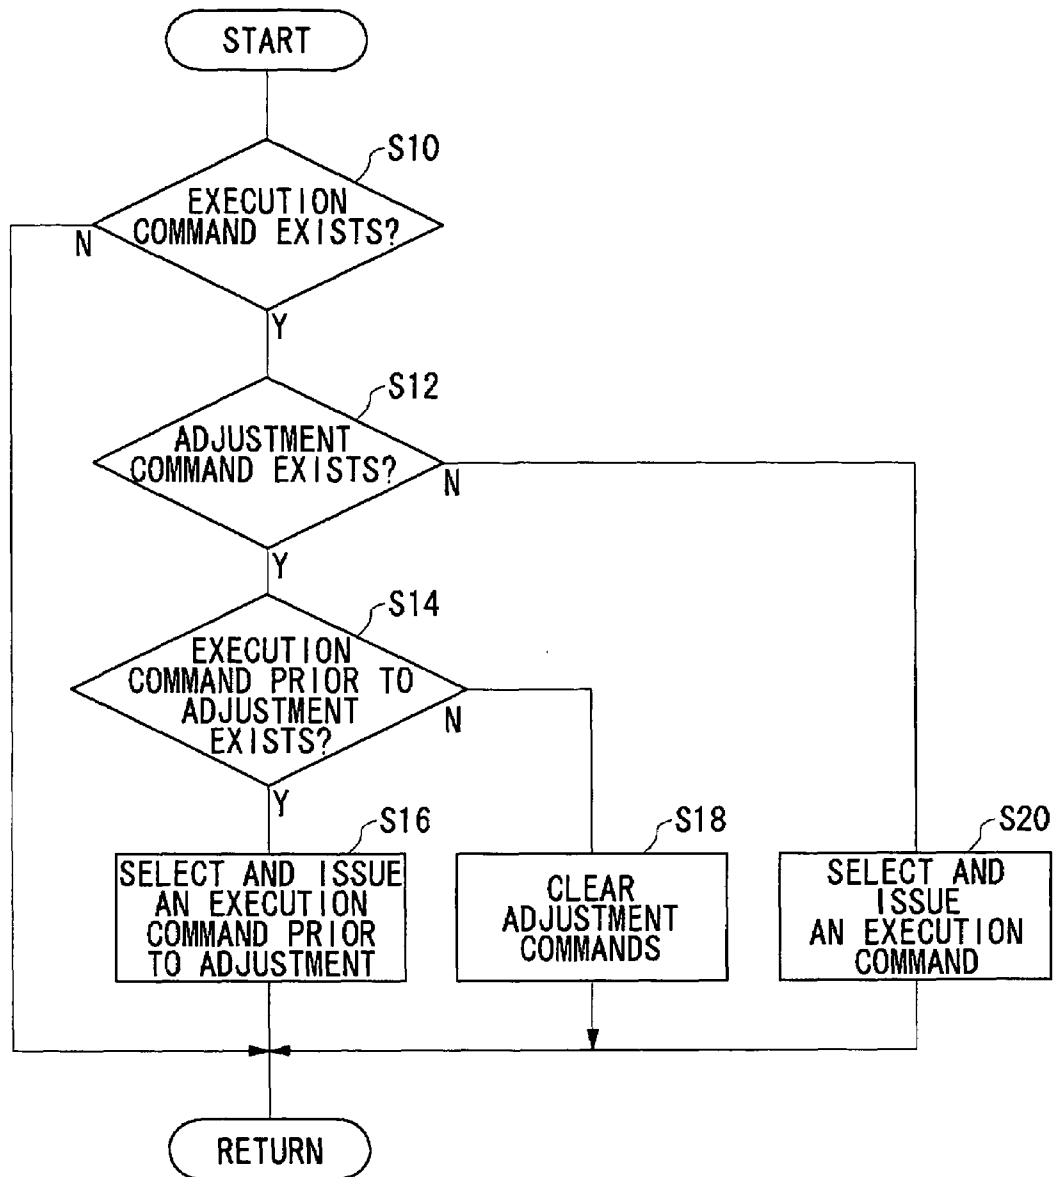 START
S10
EXECUTION
COMMAND EXISTS?
N
Y
S12
ADJUSTMENT
COMMAND EXISTS?
N
Y
S14
EXECUTION
COMMAND PRIOR TO
ADJUSTMENT
EXISTS?
N
Y
S16
SELECT AND ISSUE
AN EXECUTION
COMMAND PRIOR
TO ADJUSTMENT
S18
CLEAR
ADJUSTMENT
COMMANDS
S20
SELECT AND
ISSUE
AN EXECUTION
COMMAND
RETURN